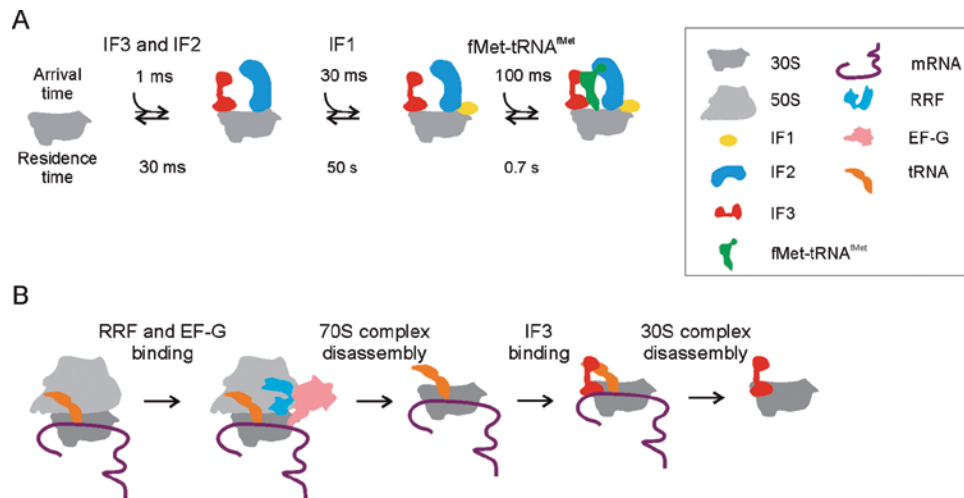 A
IF3 and IF2
IF1
fMet-tRNAfMet
Arrival
time
1 ms
30 ms
100 ms
Residence
time
30 ms
50 s
0.7 s
30S
50S
IF1
IF2
IF3
fMet-tRNAfMet
mRNA
RRF
EF-G
tRNA
B
RRF and EF-G
binding
70S complex
disassembly
IF3
binding
30S complex
disassembly